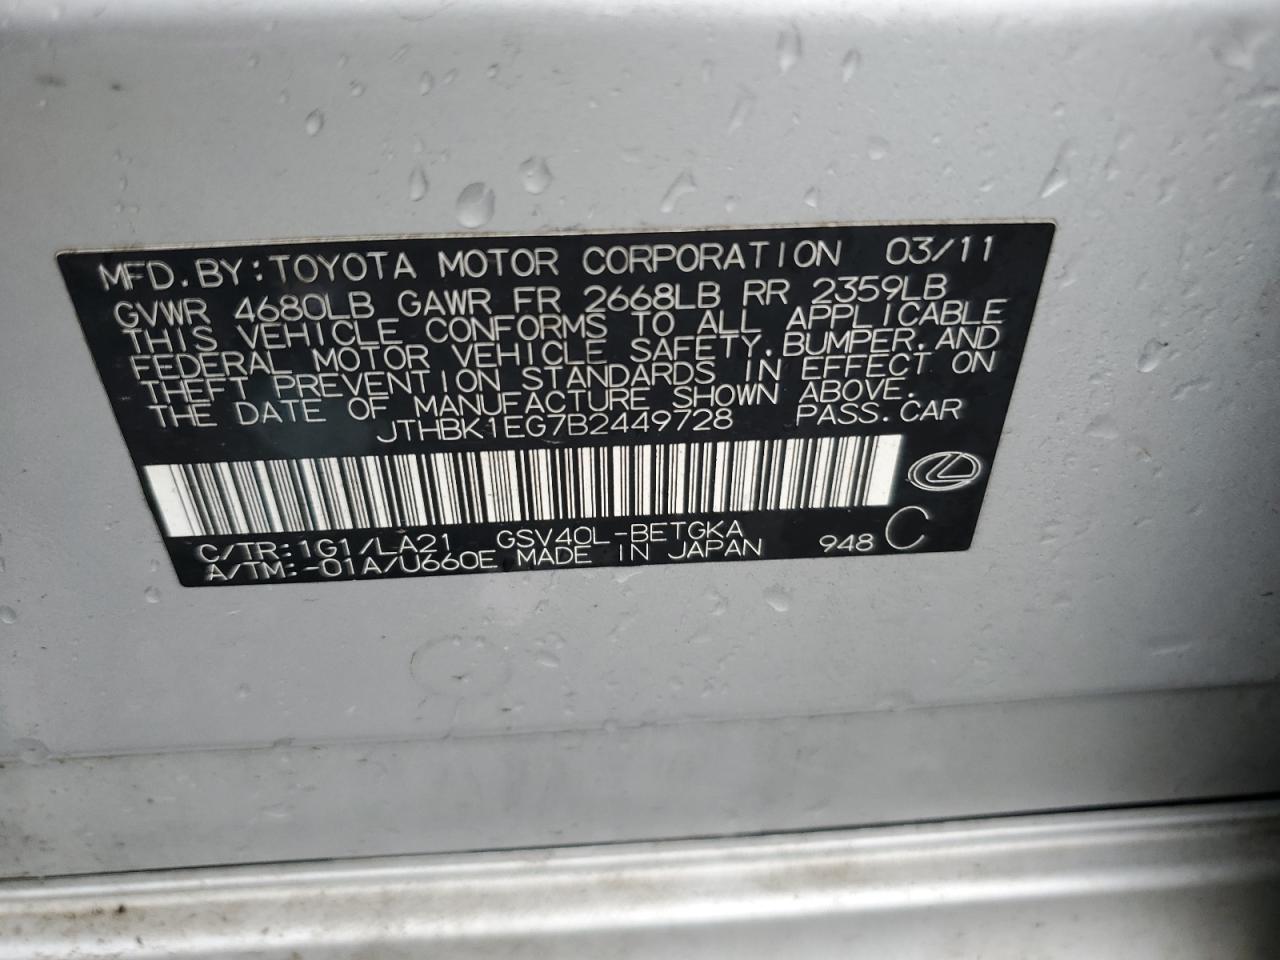 MFD.BY:TOYOTA MOTOR CORPORATION 03/11
GVWR 4680LB GAWR FR 2668LB RR 2359LB
THIS VEHICLE CONFORMS TO ALL APPLICABLE
FEDERAL MOTOR VEHICLE SAFETY,BUMPER,AND
THEFT PREVENTION STANDARDS IN EFFECT ON
THE DATE OF MANUFACTURE SHOWN ABOVE.
JTHBK1EG7B2449728 PASS.CAR
C/TR:1G1/LA21 GSV40L-BETGKA
A/TM:-01A/U660E MADE IN JAPAN 948 C